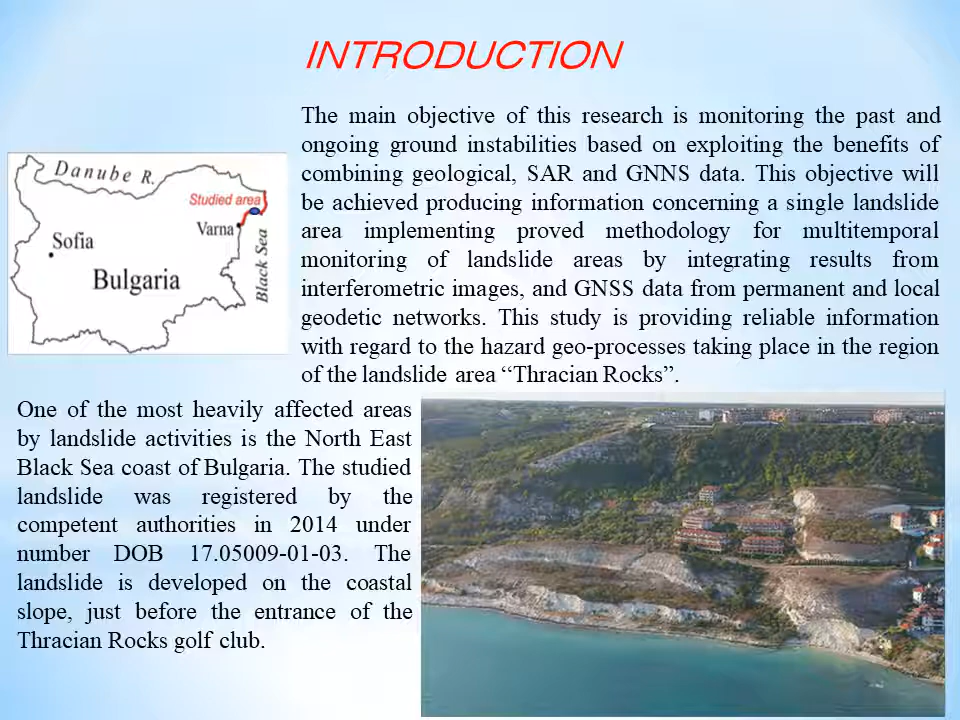 INTRODUCTION
The main objective of this research is monitoring the past and
ongoing ground instabilities based on exploiting the benefits of
combining geological, SAR and GNNS data. This objective will
be achieved producing information concerning a single landslide
area implementing proved methodology for multitemporal
monitoring of landslide areas by integrating results from
interferometric images, and GNSS data from permanent and local
geodetic networks. This study is providing reliable information
with regard to the hazard geo-processes taking place in the region
of the landslide area “Thracian Rocks”.
Danube R.
Studied area
Varna
Sofia
Black Sea
Bulgaria
One of the most heavily affected areas
by landslide activities is the North East
Black Sea coast of Bulgaria. The studied
landslide was registered by the
competent authorities in 2014 under
number DOB 17.05009-01-03. The
landslide is developed on the coastal
slope, just before the entrance of the
Thracian Rocks golf club.